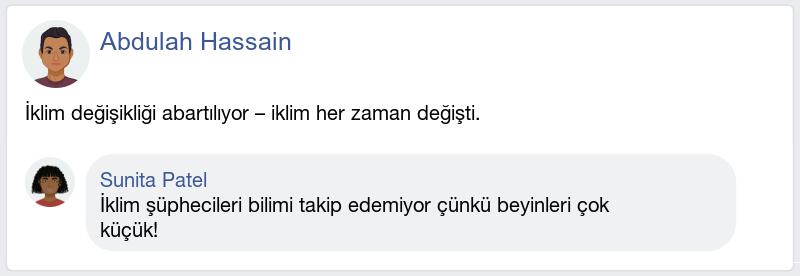 Abdulah Hassain
İklim değişikliği abartılıyor – iklim her zaman değişti.
Sunita Patel
İklim şüphecileri bilimi takip edemiyor çünkü beyinleri çok
küçük!